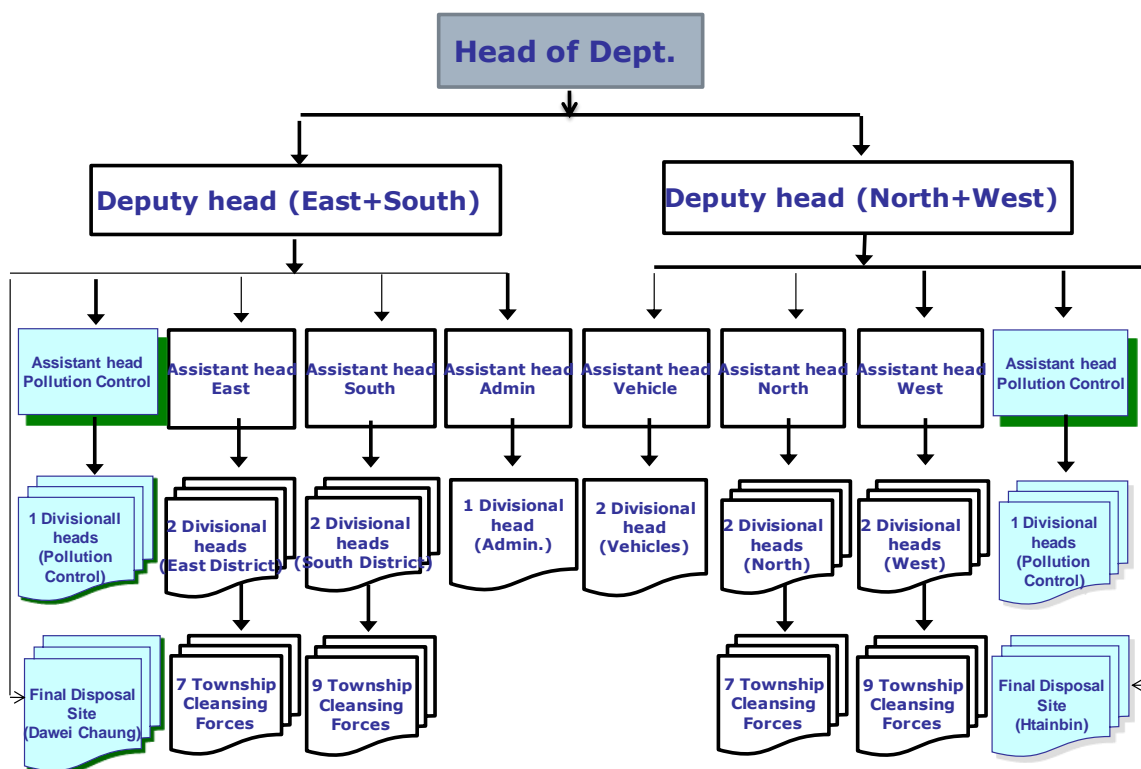 Head of Dept.
Deputy head (East+South)
Deputy head (North+West)
Assistant head
Pollution Control
Assistant head
East
Assistant head
South
Assistant head
Admin
Assistant head
Vehicle
Assistant head
North
Assistant head
West
Assistant head
Pollution Control
1 Divisionall
heads
(Pollution
Control)
2 Divisional
heads
(East District)
2 Divisional
heads
(South District)
1 Divisional
head
(Admin.)
2 Divisional
head
(Vehicles)
2 Divisional
heads
(North)
2 Divisional
heads
(West)
1 Divisional
heads
(Pollution
Control)
Final Disposal
Site
(Dawei Chaung)
7 Township
Cleansing
Forces
9 Township
Cleansing
Forces
7 Township
Cleansing
Forces
9 Township
Cleansing
Forces
Final Disposal
Site
(Htainbin)